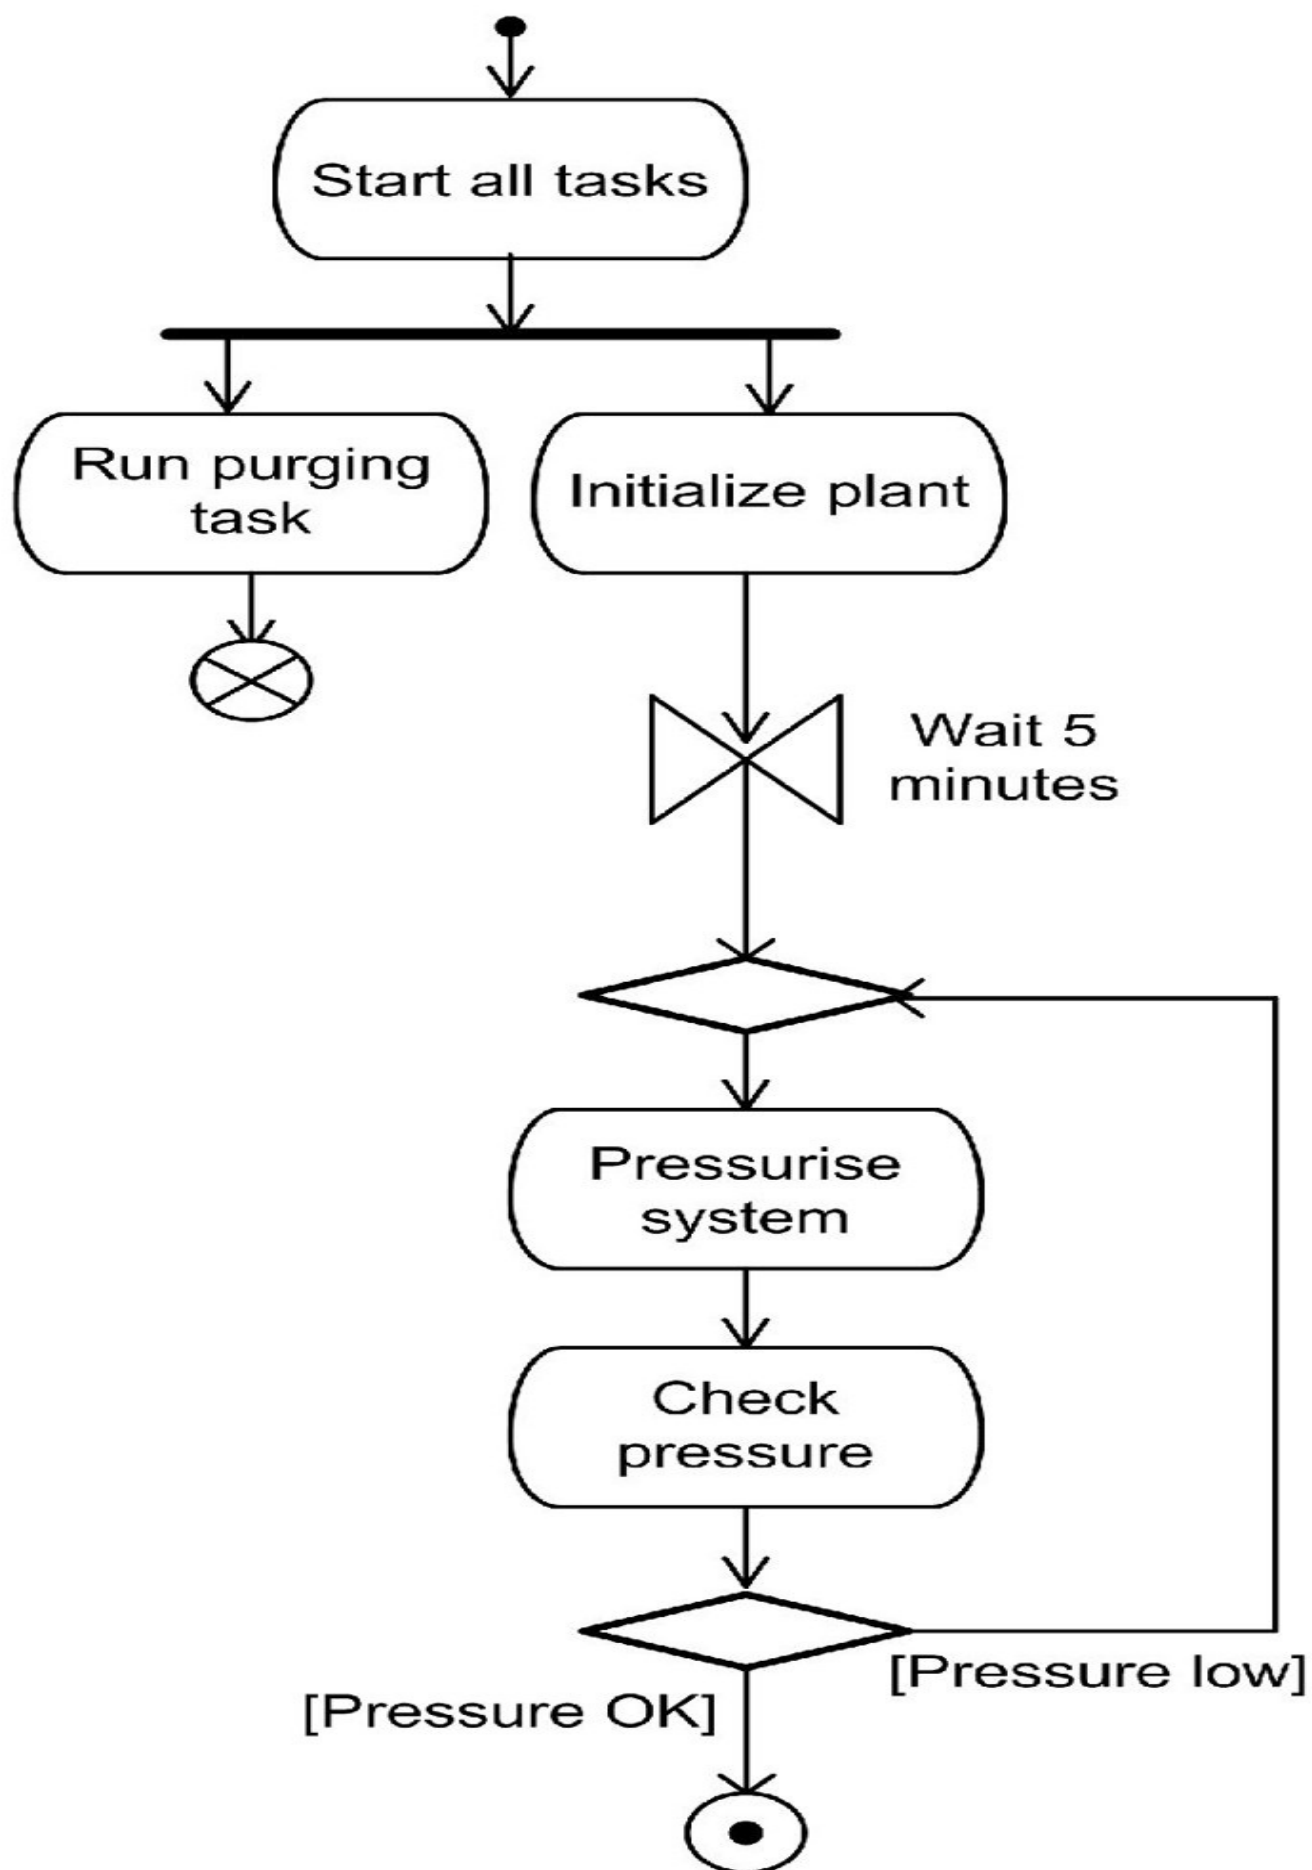 Start all tasks
Run purging
task
Initialize plant
Wait 5
minutes
Pressurise
system
Check
pressure
[Pressure low]
[Pressure OK]